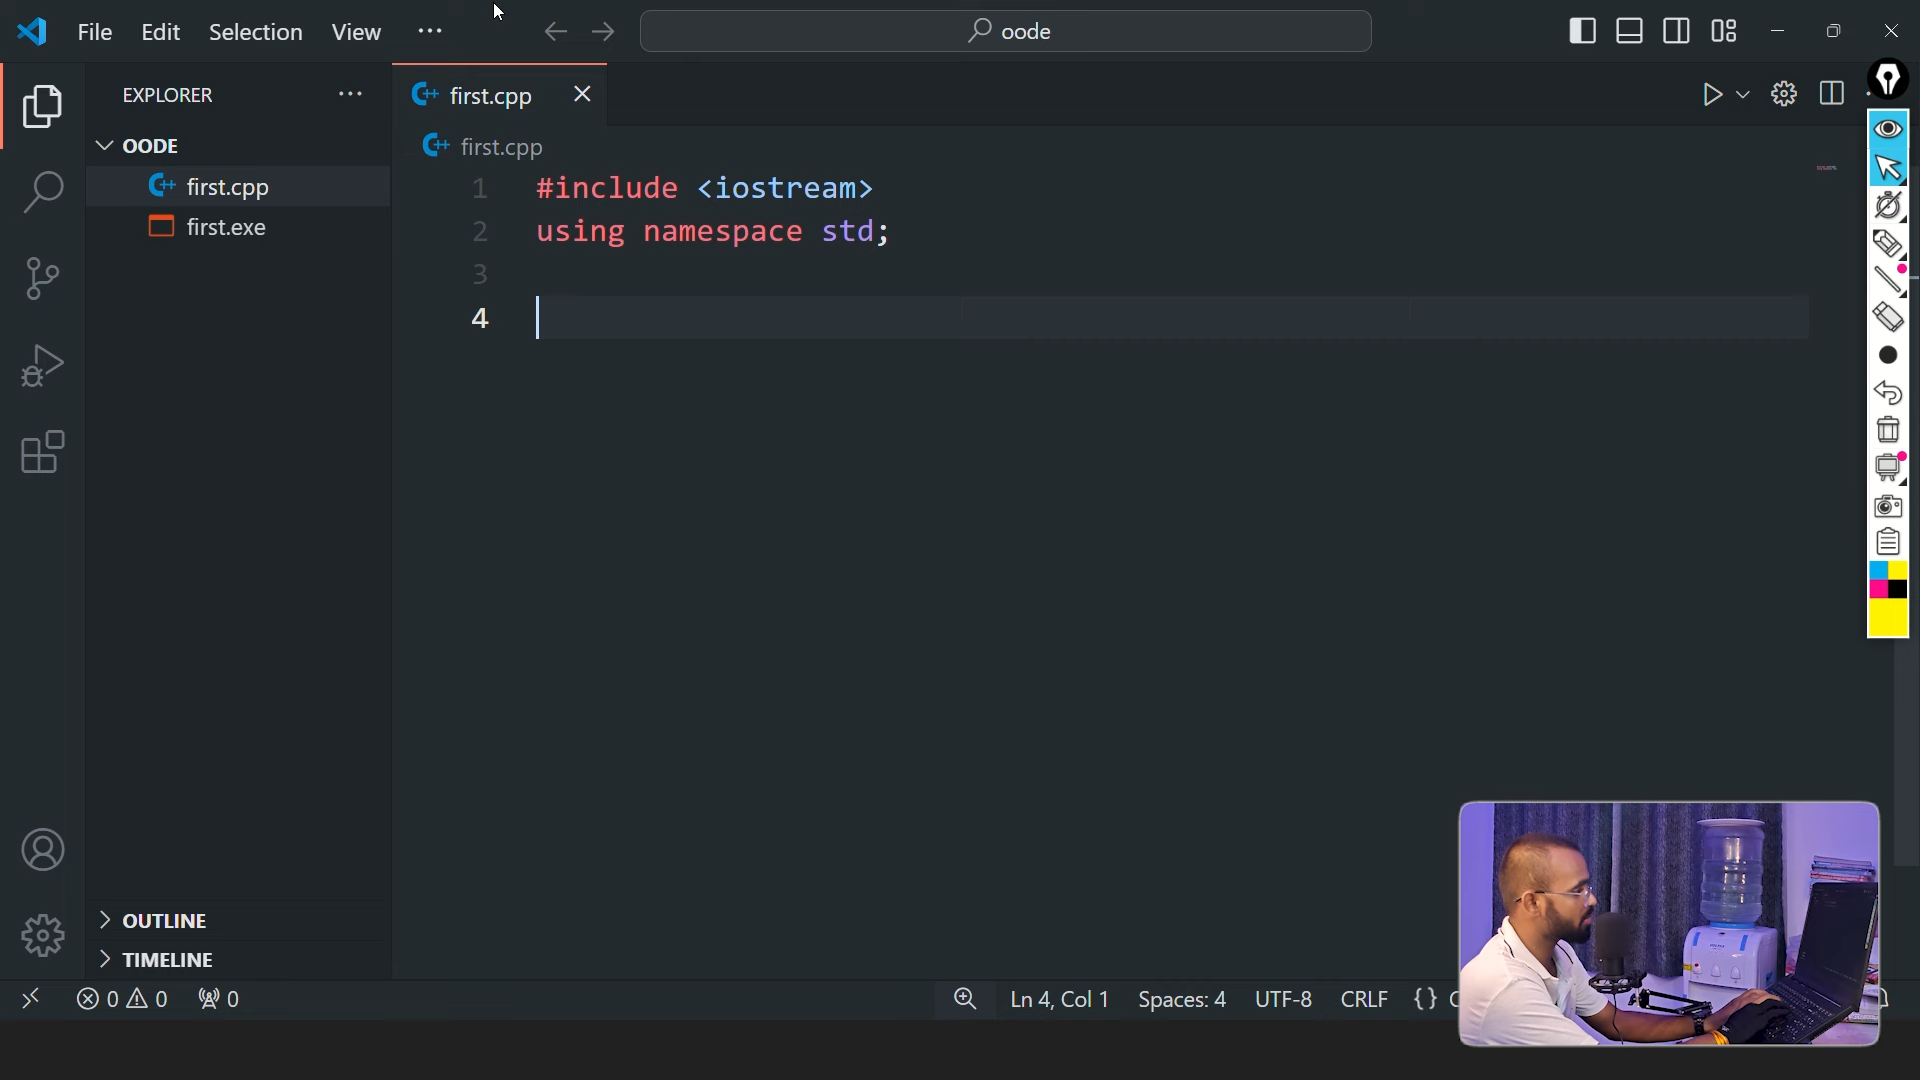 File Edit Selection View ...
oode
EXPLORER ...
first.cpp
OODE
first.cpp
first.cpp
first.exe
1 #include <iostream>
2 using namespace std;
3
4
OUTLINE
TIMELINE
0 0 0
Ln 4, Col 1 Spaces: 4 UTF-8 CRLF {} C